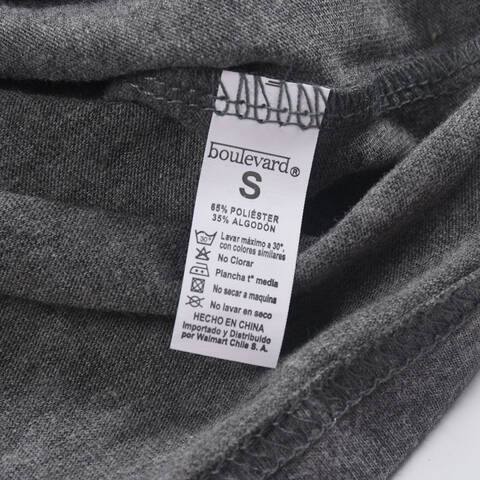 boulevard®
S
65% POLIÉSTER
35% ALGODÓN
30°
Lavar máximo a 30°,
con colores similares
No Clorar
Plancha t° media
No secar a maquina
No lavar en seco
HECHO EN CHINA
Importado y Distribuido
por Walmart Chile S. A.